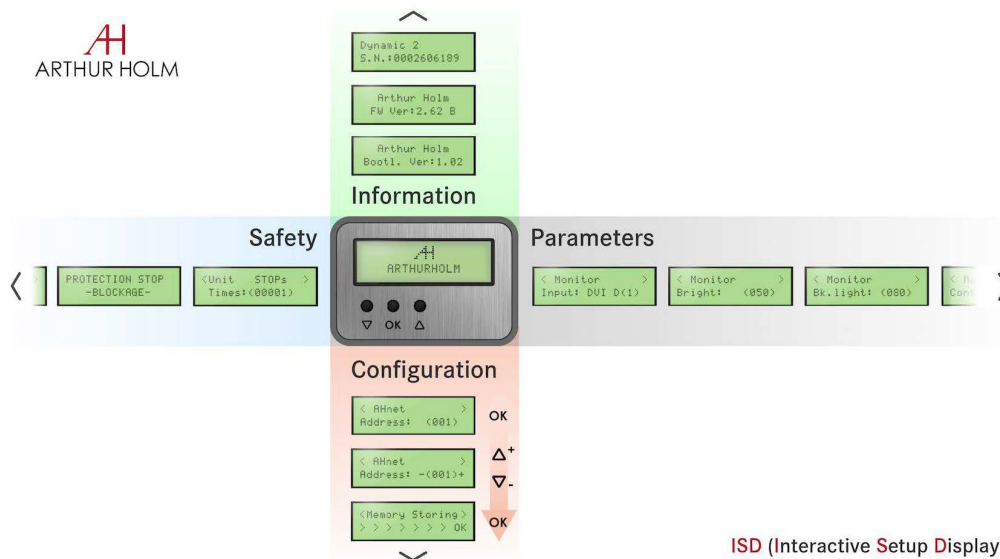 AH
ARTHUR HOLM
Dynamic 2
S.N.:0002606189
Arthur Holm
FW Ver:2.62 B
Arthur Holm
Bootl. Ver:1.02
Information
Safety
PROTECTION STOP
-BLOCKAGE-
<Unit STOPs >
Times:(00001)
AH
ARTHURHOLM
▽ OK △
Parameters
< Monitor >
Input: DVI D(1)
< Monitor >
Bright: (050)
< Monitor >
Bk.light: (080)
Configuration
< AHnet >
Address: (001)
OK
< AHnet >
Address: -(001)+
△+
▽-
<Memory Storing>
> > > > > > > OK
OK
ISD (Interactive Setup Display